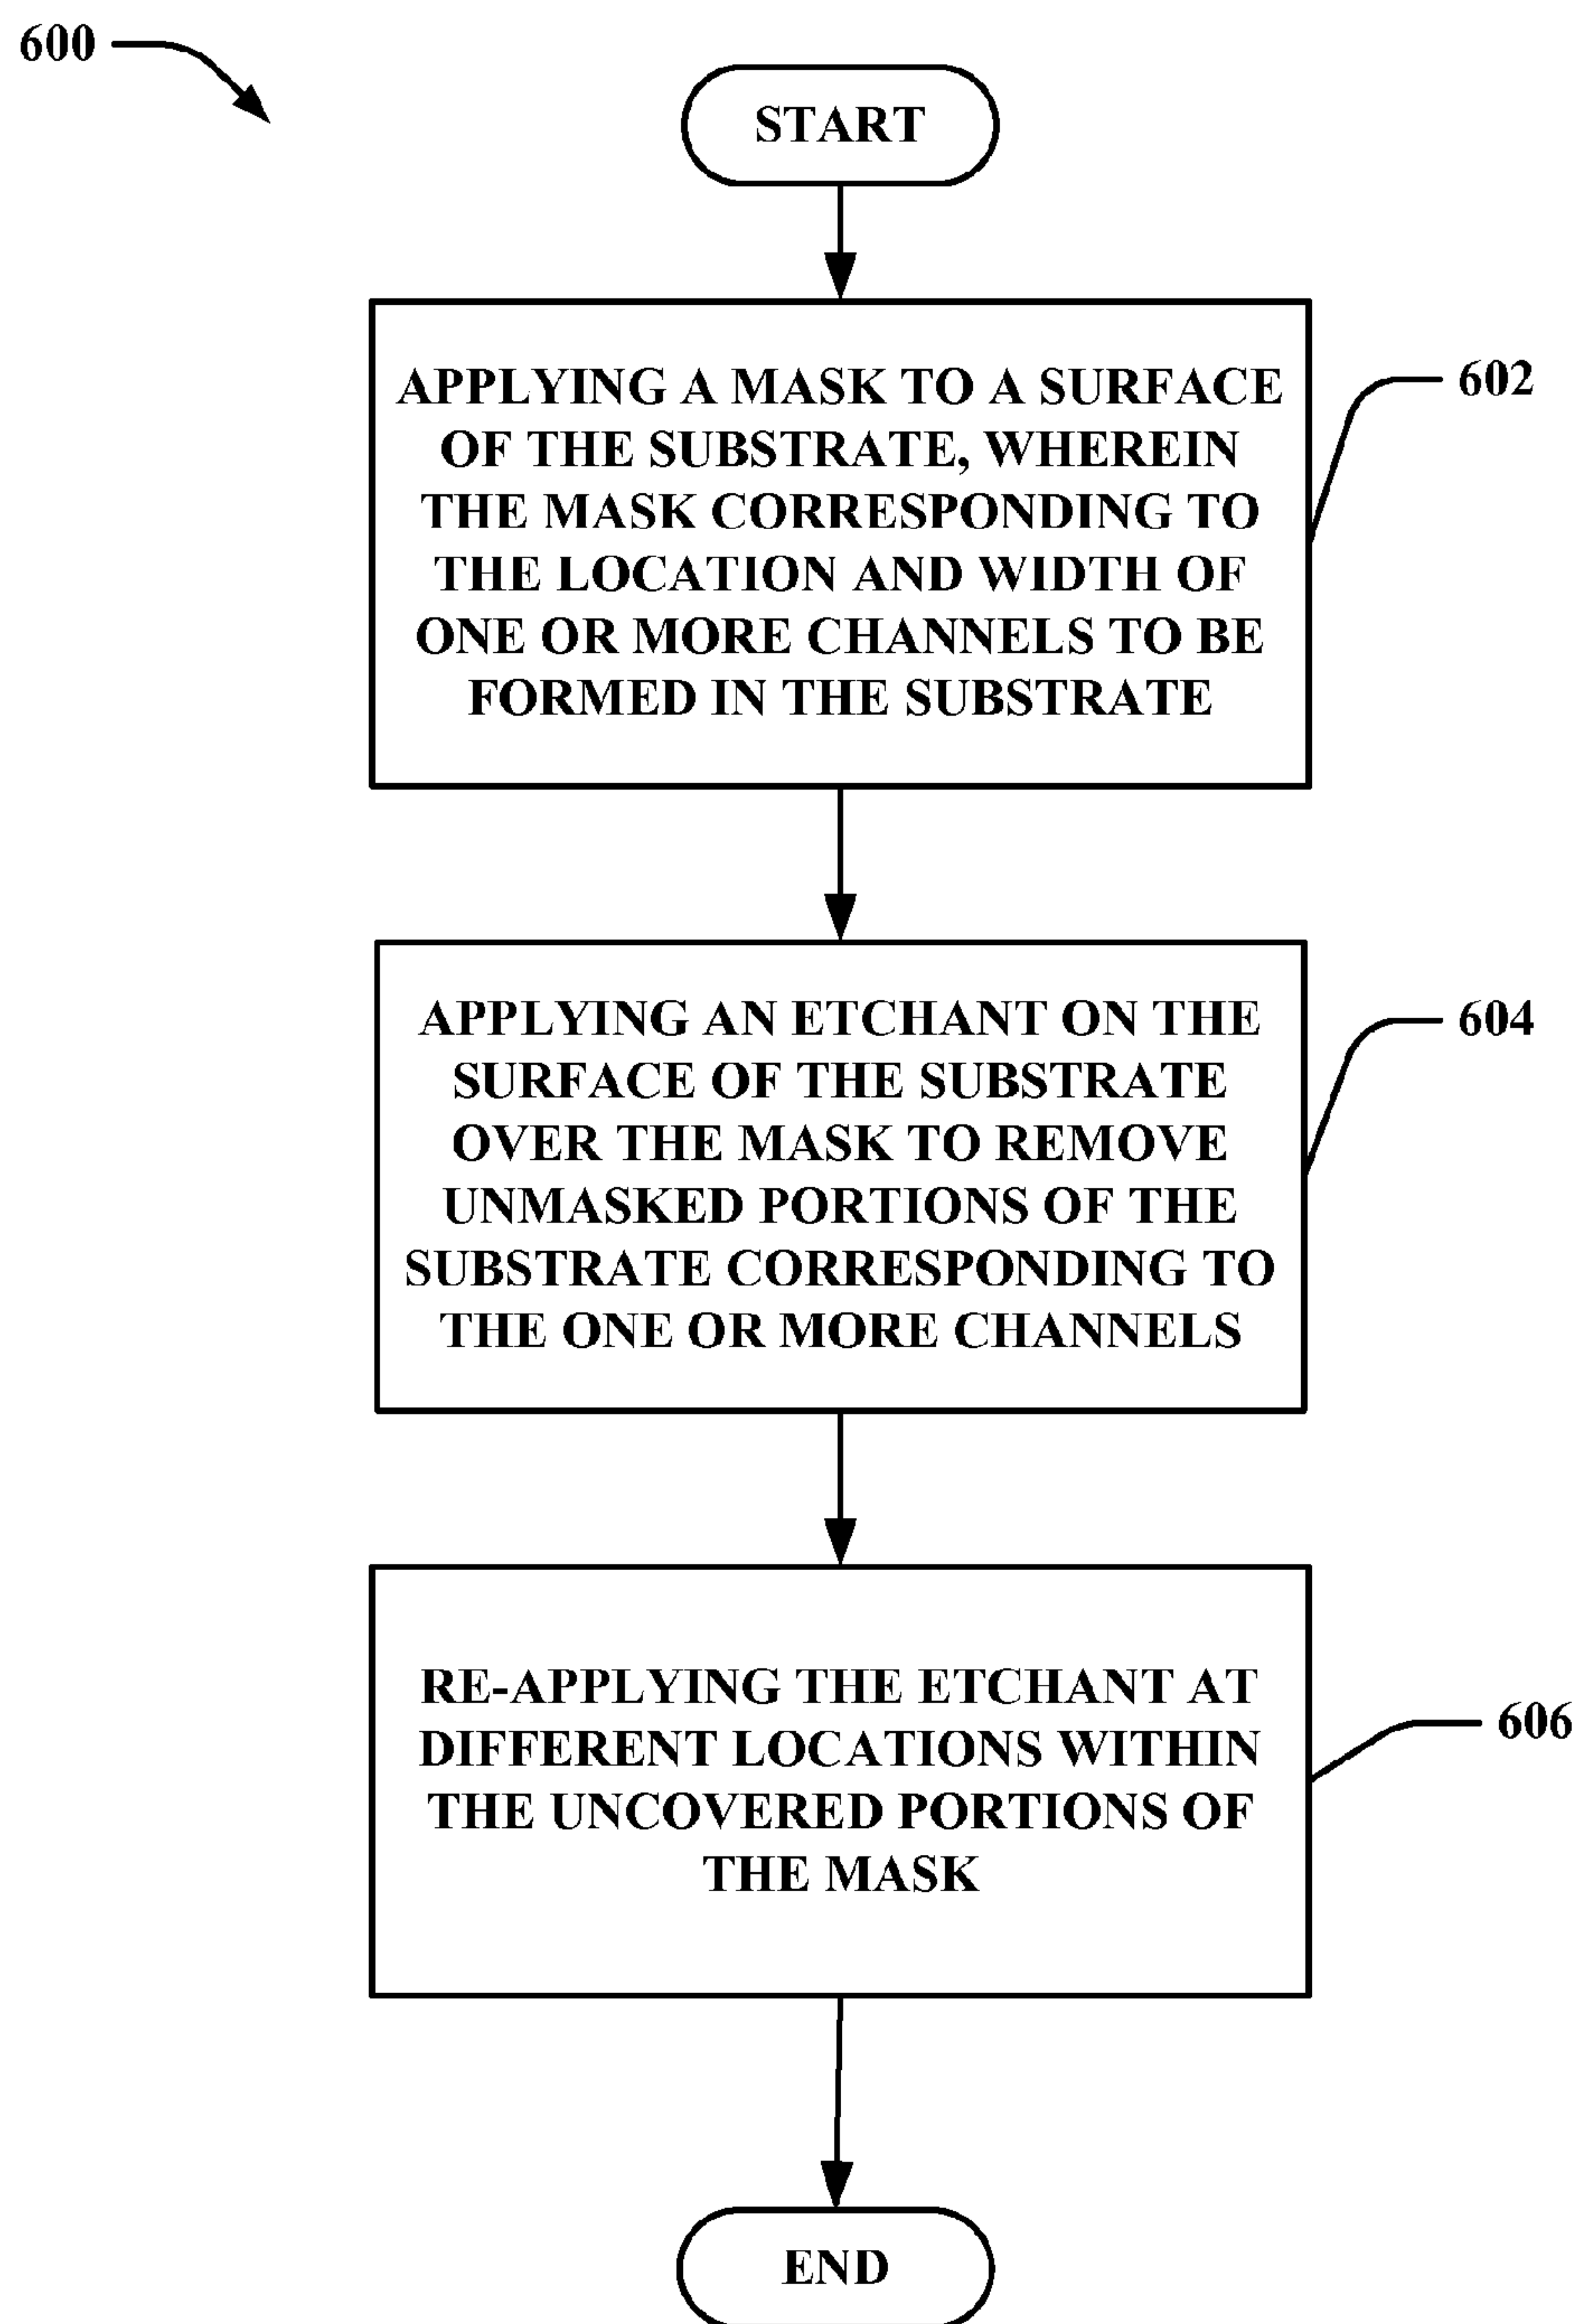 600
START
APPLYING A MASK TO A SURFACE
OF THE SUBSTRATE, WHEREIN
THE MASK CORRESPONDING TO
THE LOCATION AND WIDTH OF
ONE OR MORE CHANNELS TO BE
FORMED IN THE SUBSTRATE
602
APPLYING AN ETCHANT ON THE
SURFACE OF THE SUBSTRATE
OVER THE MASK TO REMOVE
UNMASKED PORTIONS OF THE
SUBSTRATE CORRESPONDING TO
THE ONE OR MORE CHANNELS
604
RE-APPLYING THE ETCHANT AT
DIFFERENT LOCATIONS WITHIN
THE UNCOVERED PORTIONS OF
THE MASK
606
END